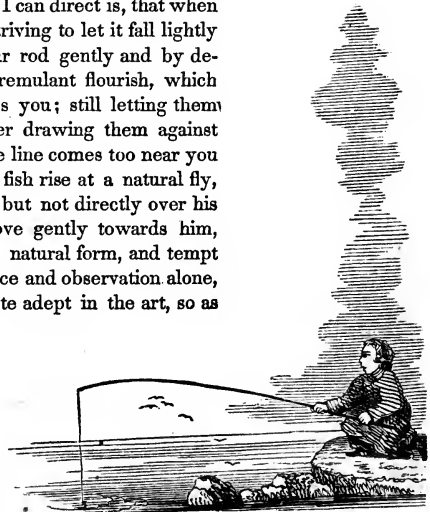 I can direct is, that when
riving to let it fall lightly
r rod gently and by de-
remulant flourish, which
s you; still letting them
er drawing them against
e line comes too near you
fish rise at a natural fly,
but not directly over his
ve gently towards him,
natural form, and tempt
ce and observation alone,
te adept in the art, so as